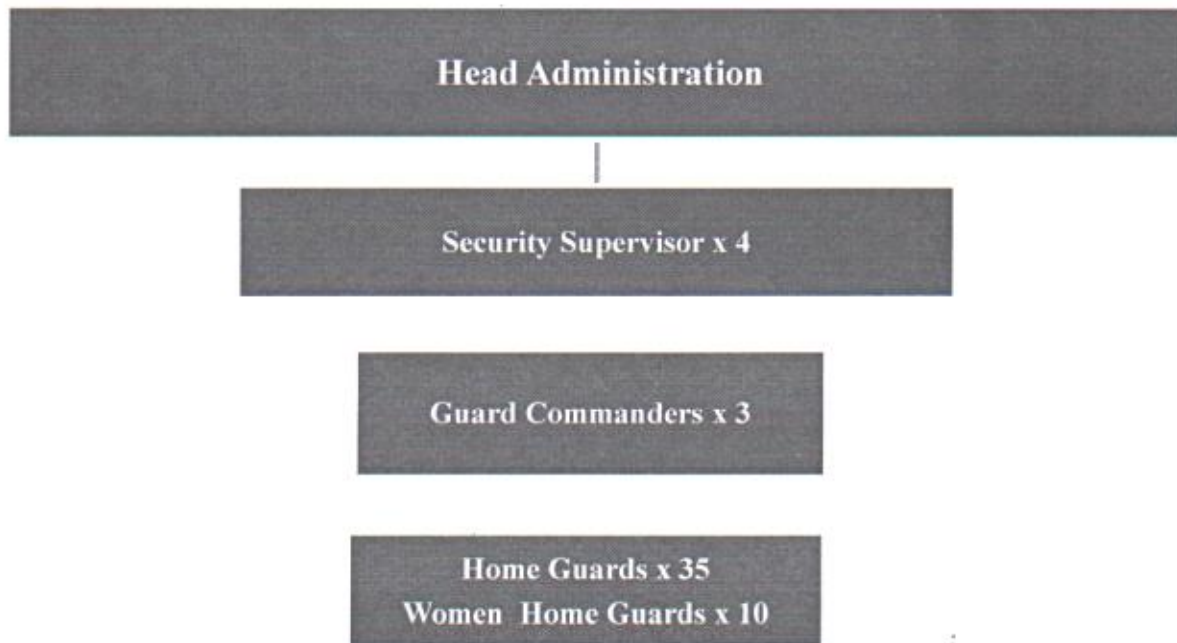 Head Administration
Security Supervisor x 4
Guard Commanders x 3
Home Guards x 35
Women Home Guards x 10